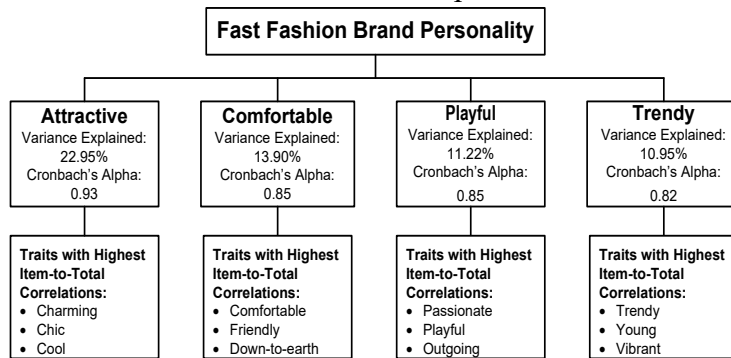 Fast Fashion Brand Personality
Attractive
Variance Explained:
22.95%
Cronbach's Alpha:
0.93
Comfortable
Variance Explained:
13.90%
Cronbach's Alpha:
0.85
Playful
Variance Explained:
11.22%
Cronbach's Alpha:
0.85
Trendy
Variance Explained:
10.95%
Cronbach's Alpha:
0.82
Traits with Highest
Item-to-Total
Correlations:
• Charming
• Chic
• Cool
Traits with Highest
Item-to-Total
Correlations:
• Comfortable
• Friendly
• Down-to-earth
Traits with Highest
Item-to-Total
Correlations:
• Passionate
• Playful
• Outgoing
Traits with Highest
Item-to-Total
Correlations:
• Trendy
• Young
• Vibrant